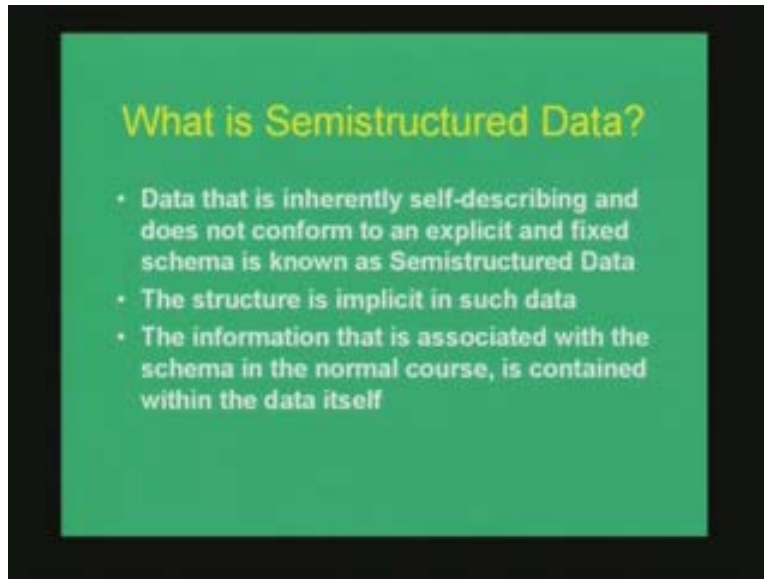 What is Semistructured Data?
• Data that is inherently self-describing and
does not conform to an explicit and fixed
schema is known as Semistructured Data
• The structure is implicit in such data
• The information that is associated with the
schema in the normal course, is contained
within the data itself